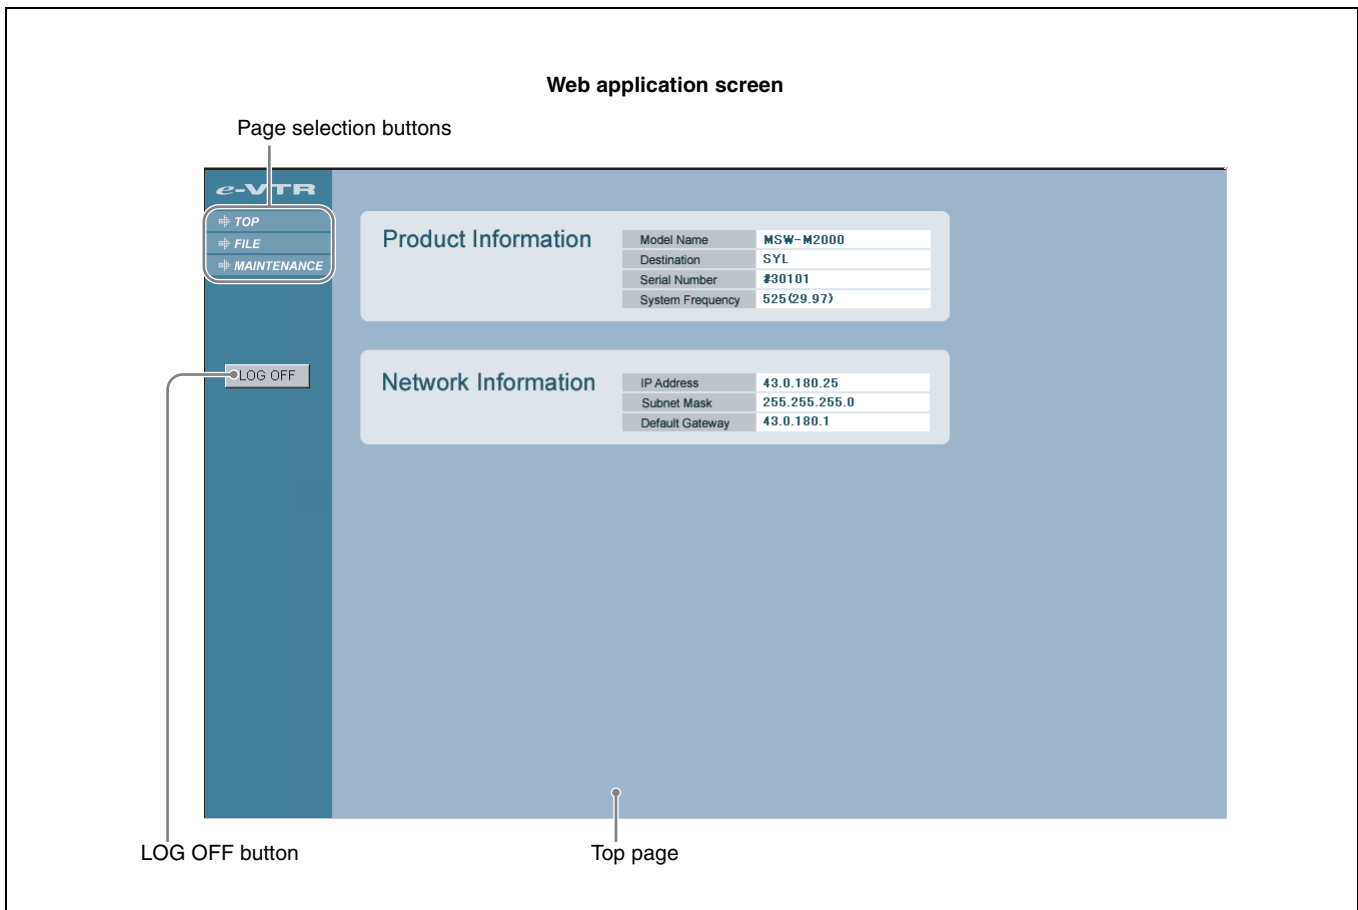 Web application screen
Page selection buttons
e-VTR
TOP
FILE
MAINTENANCE
LOG OFF
Product Information
Model Name MSW-M2000
Destination SYL
Serial Number #30101
System Frequency 525(29.97)
Network Information
IP Address 43.0.180.25
Subnet Mask 255.255.255.0
Default Gateway 43.0.180.1
LOG OFF button
Top page